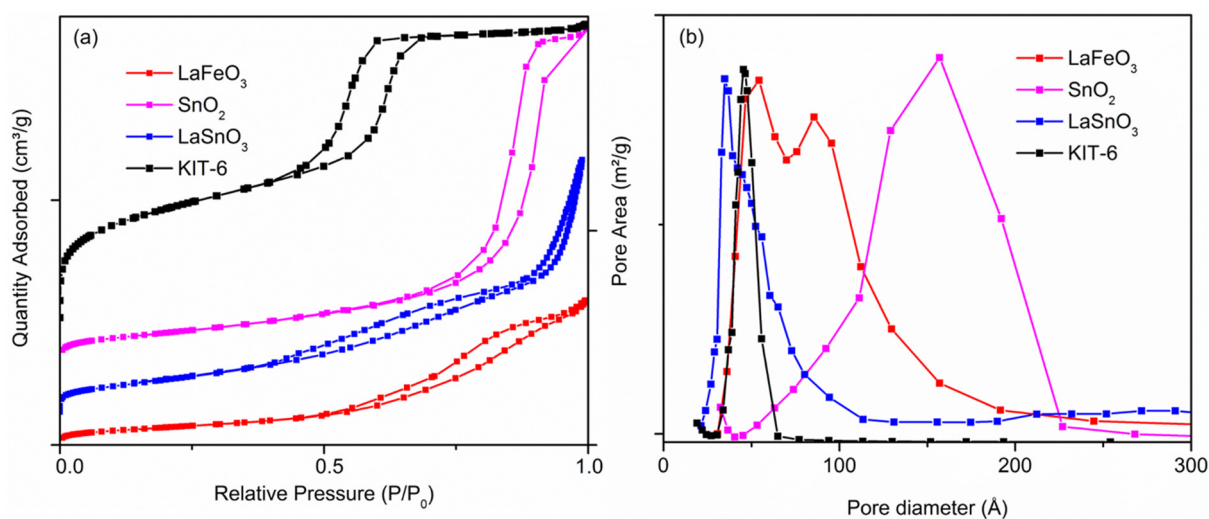 (a)
LaFeO₃
SnO₂
LaSnO₃
KIT-6
Quantity Adsorbed (cm³/g)
0.0 0.5 1.0
Relative Pressure (P/P₀)
(b)
LaFeO₃
SnO₂
LaSnO₃
KIT-6
Pore Area (m²/g)
0 100 200 300
Pore diameter (Å)